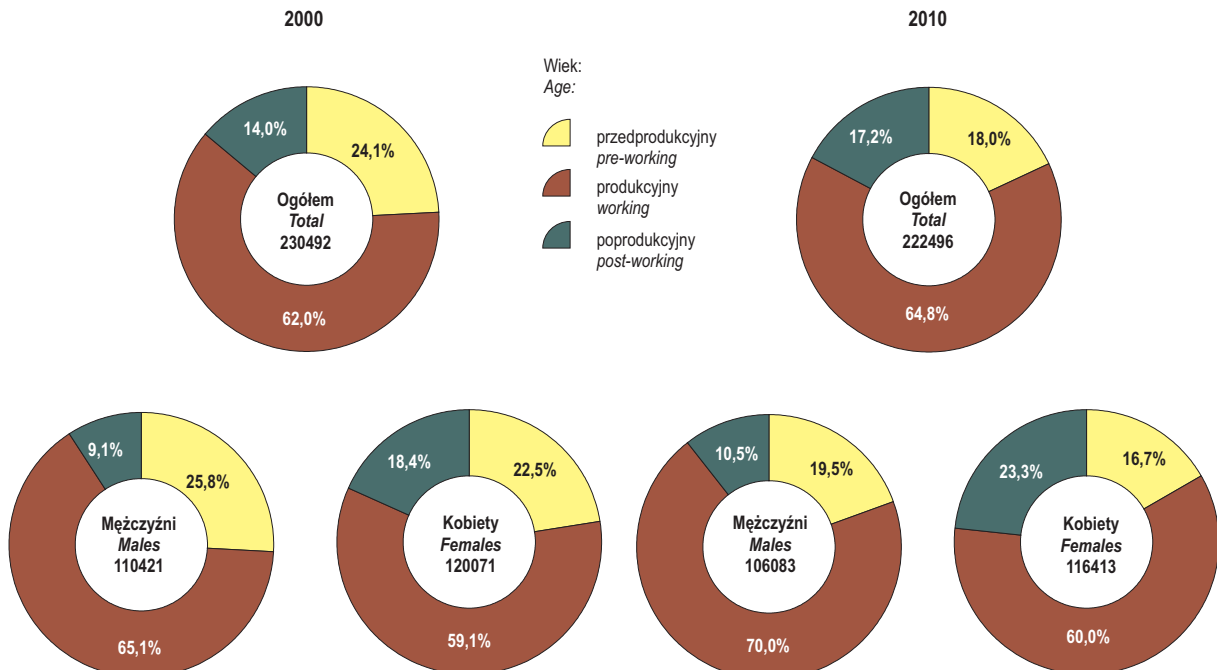 2000
2010
Wiek:
Age:
przedprodukcyjny
pre-working
produkcyjny
working
poprodukcyjny
post-working
14,0%
24,1%
Ogółem
Total
230492
62,0%
17,2%
18,0%
Ogółem
Total
222496
64,8%
9,1%
25,8%
Mężczyźni
Males
110421
65,1%
18,4%
22,5%
Kobiety
Females
120071
59,1%
10,5%
19,5%
Mężczyźni
Males
106083
70,0%
23,3%
16,7%
Kobiety
Females
116413
60,0%